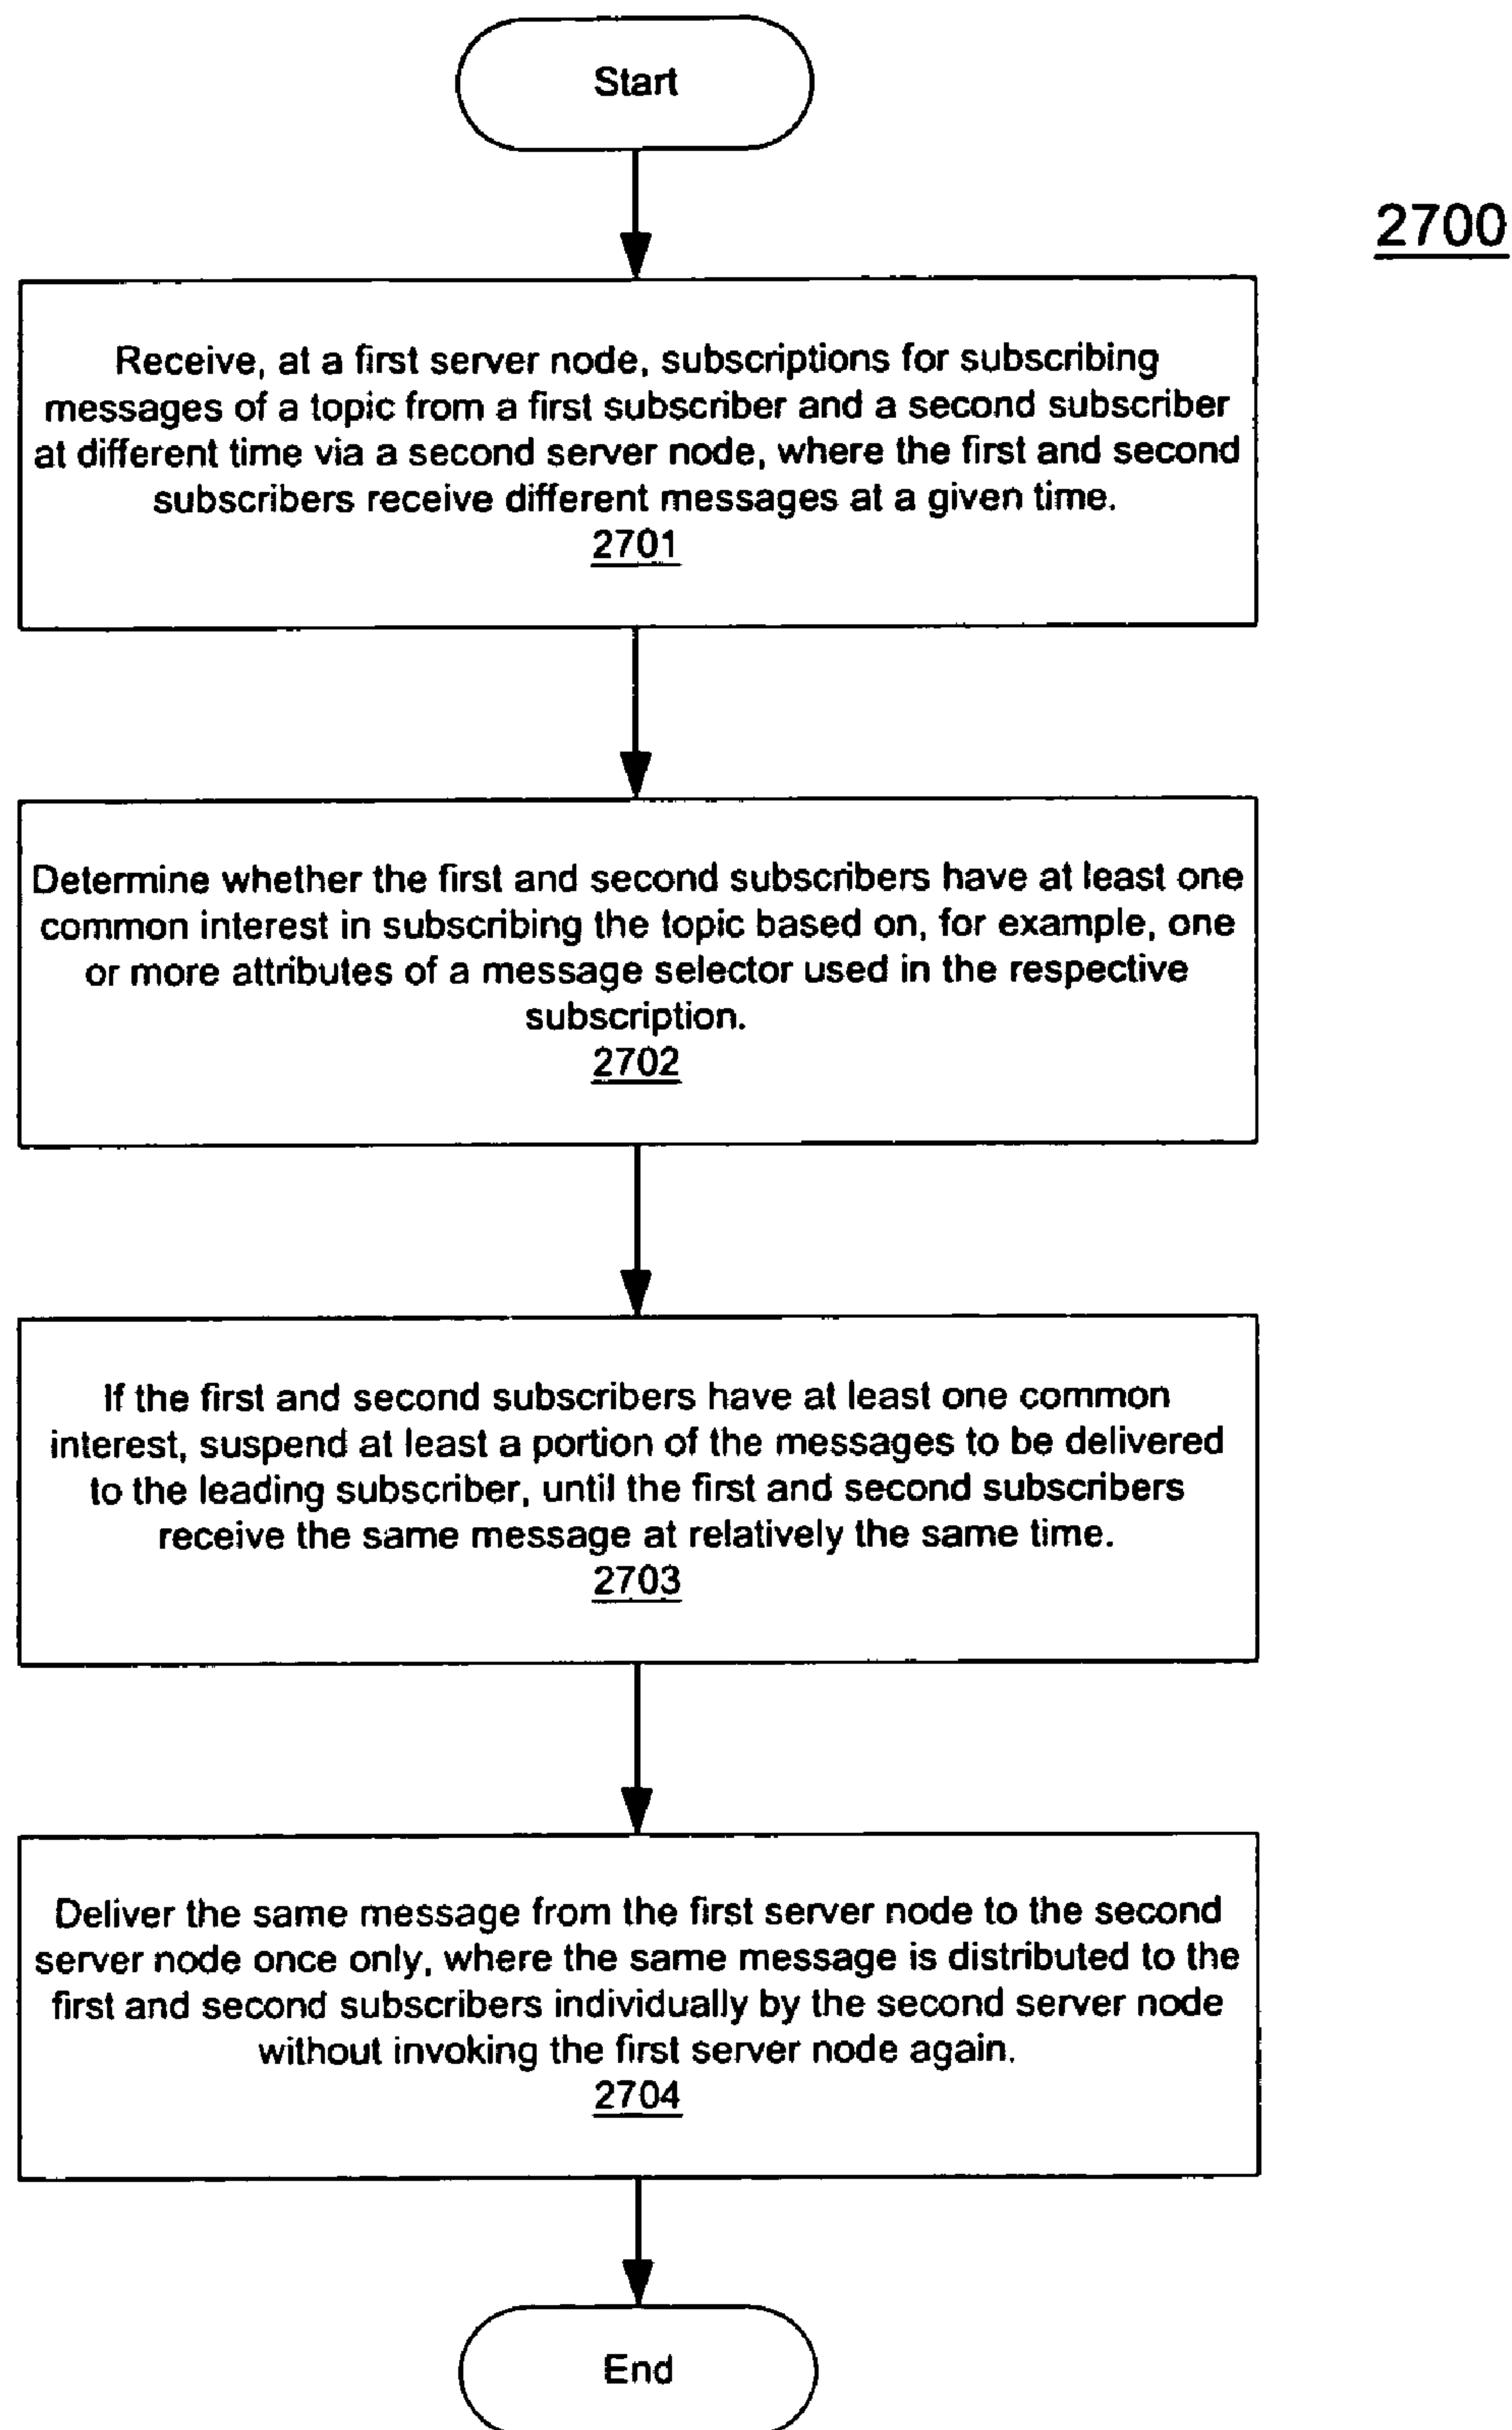 Start
2700
Receive, at a first server node, subscriptions for subscribing
messages of a topic from a first subscriber and a second subscriber
at different time via a second server node, where the first and second
subscribers receive different messages at a given time.
2701
Determine whether the first and second subscribers have at least one
common interest in subscribing the topic based on, for example, one
or more attributes of a message selector used in the respective
subscription.
2702
If the first and second subscribers have at least one common
interest, suspend at least a portion of the messages to be delivered
to the leading subscriber, until the first and second subscribers
receive the same message at relatively the same time.
2703
Deliver the same message from the first server node to the second
server node once only, where the same message is distributed to the
first and second subscribers individually by the second server node
without invoking the first server node again.
2704
End